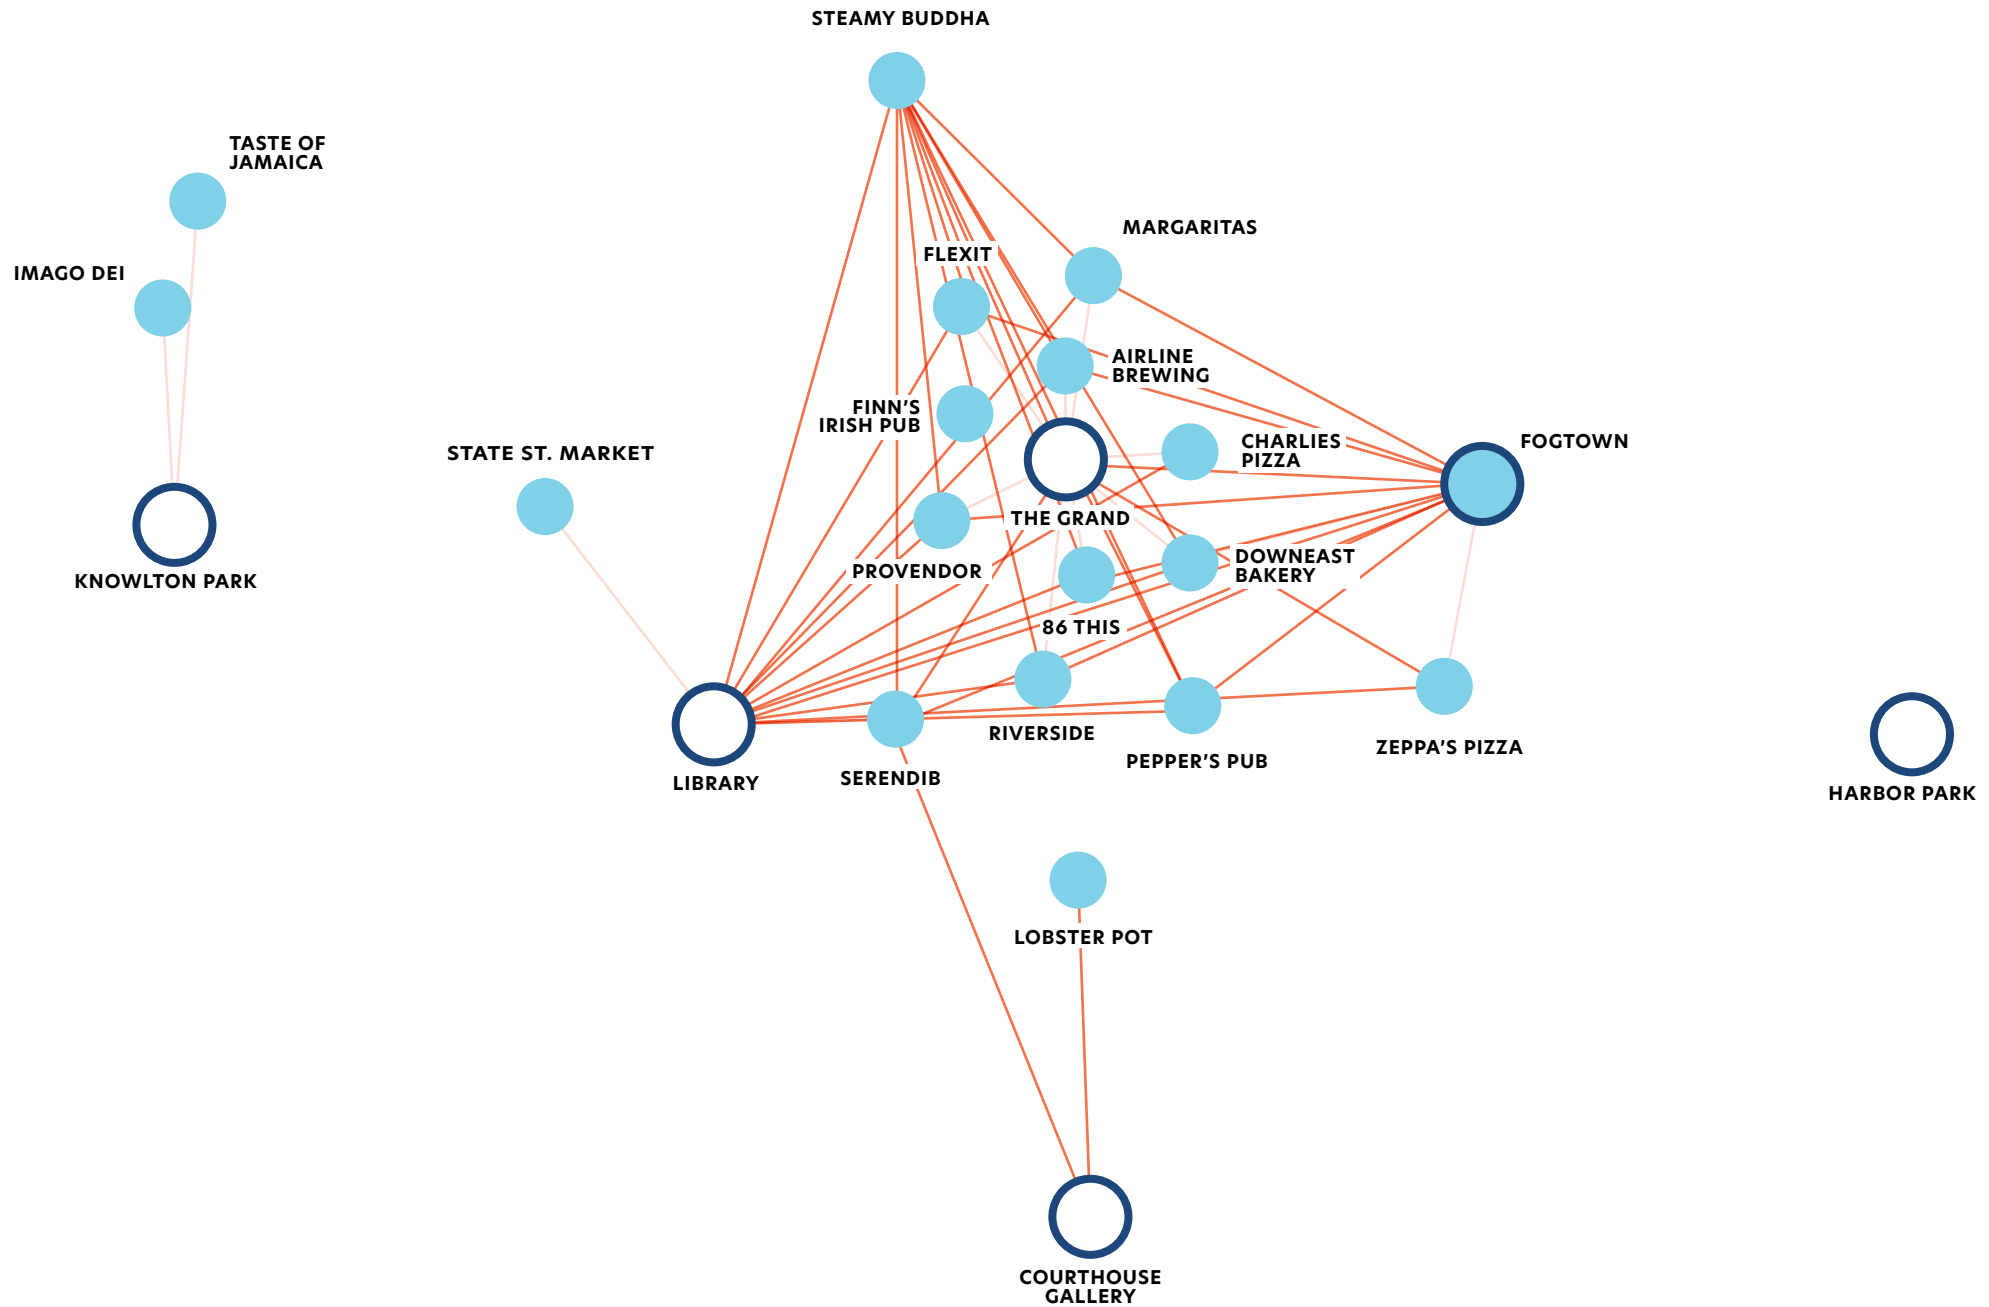 STEAMY BUDDHA
TASTE OF
JAMAICA
MARGARITAS
FLEXIT
IMAGO DEI
AIRLINE
BREWING
FINN'S
IRISH PUB
CHARLIES
PIZZA
FOGTOWN
STATE ST. MARKET
THE GRAND
DOWNEAST
BAKERY
PROVENDOR
KNOWLTON PARK
86 THIS
RIVERSIDE
ZEPPA'S PIZZA
PEPPER'S PUB
SERENDIB
LIBRARY
HARBOR PARK
LOBSTER POT
COURTHOUSE
GALLERY